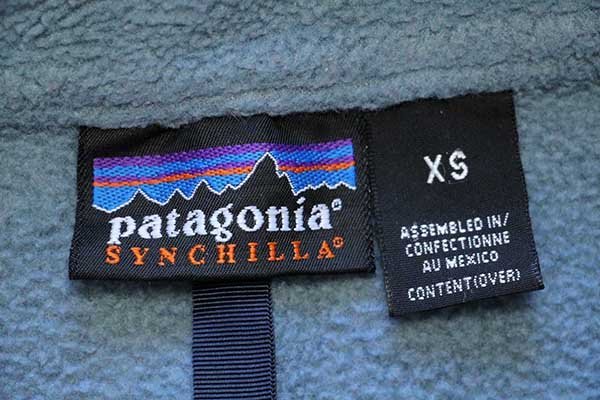 patagonia®
SYNCHILLA®
XS
ASSEMBLED IN/
CONFECTIONNE
AU MEXICO
CONTENT(OVER)